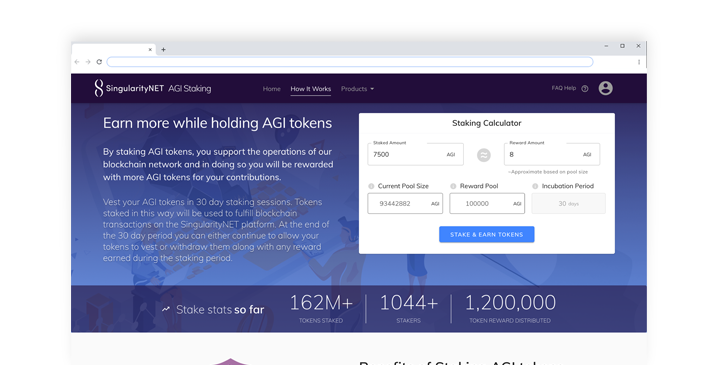 SingularityNET AGI Staking
Home How It Works Products
FAQ Help
Earn more while holding AGI tokens
By staking AGI tokens, you support the operations of our
blockchain network and in doing so you will be rewarded
with more AGI tokens for your contributions.
Vest your AGI tokens in 30 day staking sessions. Tokens
staked in this way will be used to fulfill blockchain
transactions on the SingularityNET platform. At the end of
the 30 day period you can either continue to allow your
tokens to vest or withdraw them along with any reward
earned during the staking period.
Staking Calculator
Staked Amount
7500 AGI
Reward Amount
8 AGI
~Approximate based on pool size
Current Pool Size
93442882 AGI
Reward Pool
100000 AGI
Incubation Period
30 days
STAKE & EARN TOKENS
Stake stats so far
162M+
TOKENS STAKED
1044+
STAKERS
1,200,000
TOKEN REWARD DISTRIBUTED
Benefits of Staking AGI